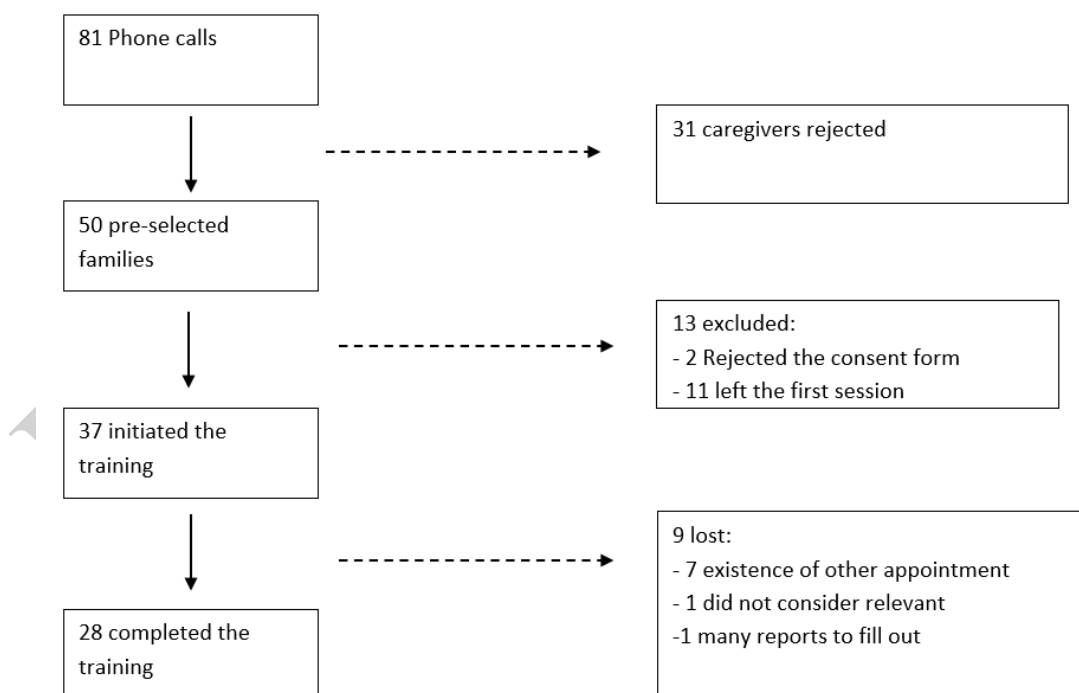 81 Phone calls
31 caregivers rejected
50 pre-selected
families
13 excluded:
- 2 Rejected the consent form
- 11 left the first session
37 initiated the
training
9 lost:
- 7 existence of other appointment
- 1 did not consider relevant
-1 many reports to fill out
28 completed the
training